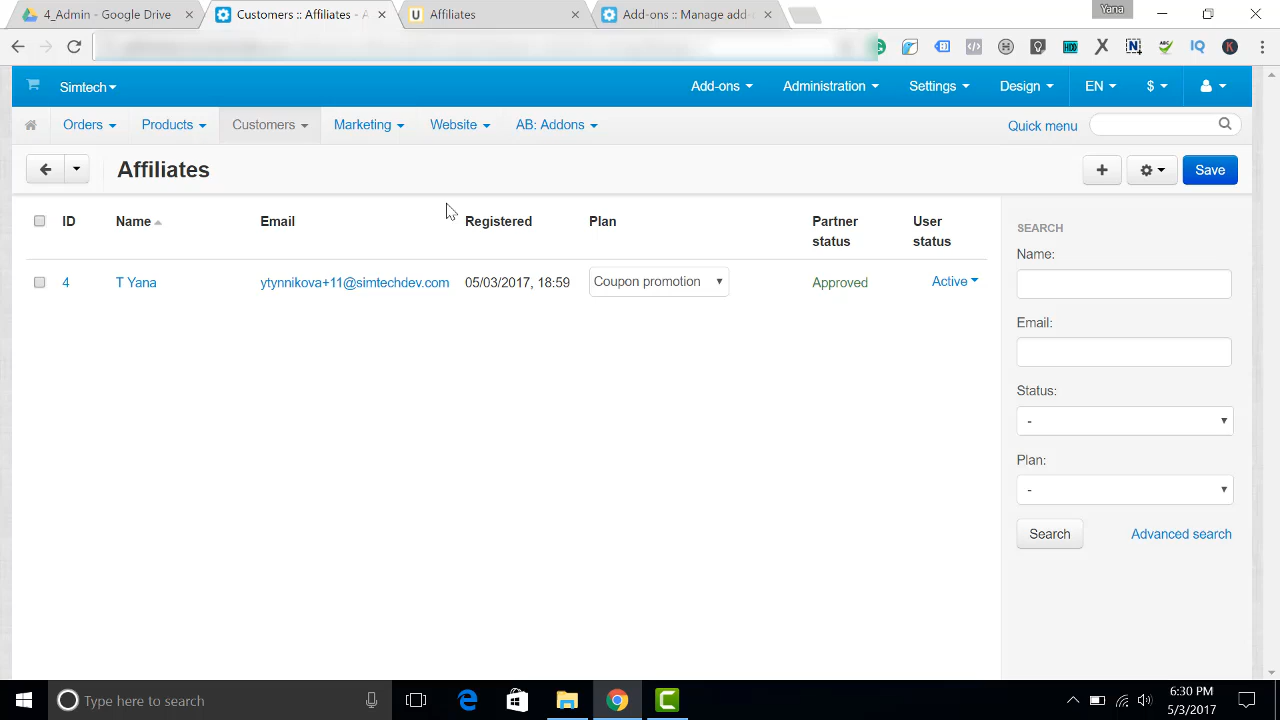 4_Admin - Google Drive
Customers :: Affiliates - A
Affiliates
Add-ons :: Manage add-
Yana
Simtech
Add-ons
Administration
Settings
Design
EN
$
Orders
Products
Customers
Marketing
Website
AB: Addons
Quick menu
Affiliates
Save
ID
Name
Email
Registered
Plan
Partner status
User status
4
T Yana
ytynnikova+11@simtechdev.com
05/03/2017, 18:59
Coupon promotion
Approved
Active
SEARCH
Name:
Email:
Status:
-
Plan:
-
Search
Advanced search
Type here to search
6:30 PM
5/3/2017